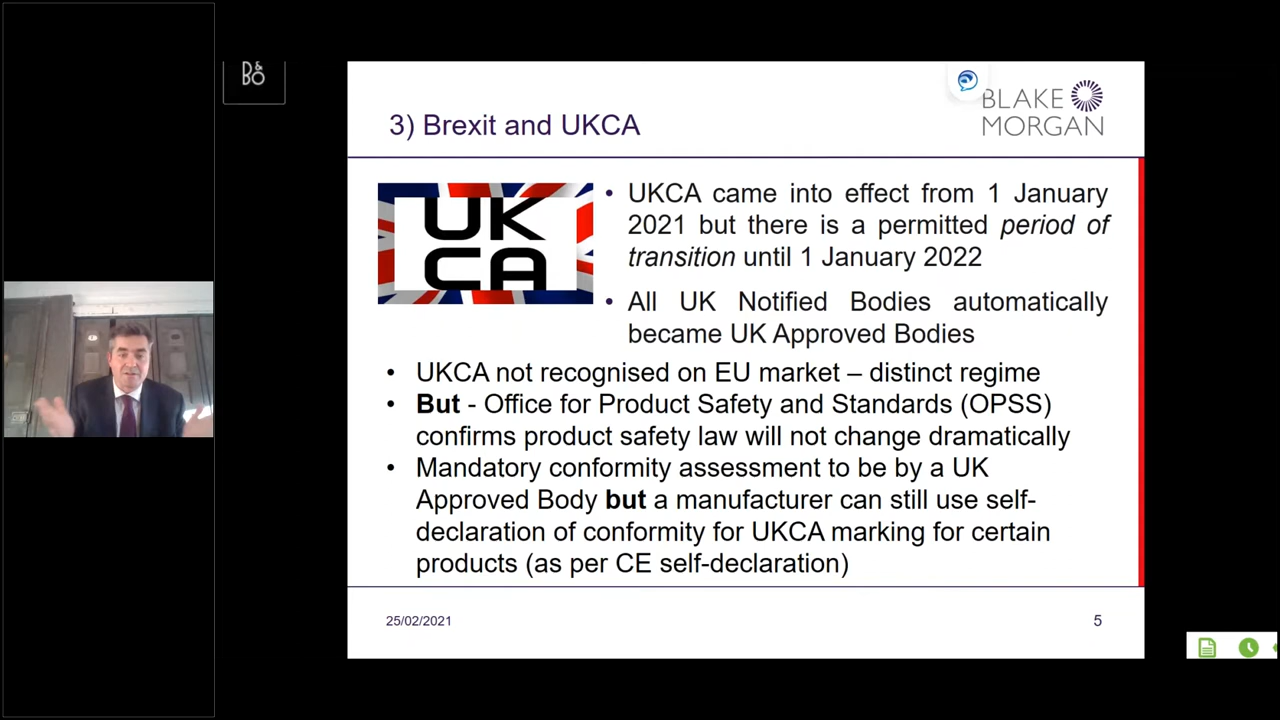 B&O
BLAKE
MORGAN
3) Brexit and UKCA
UK
CA
• UKCA came into effect from 1 January
2021 but there is a permitted period of
transition until 1 January 2022
• All UK Notified Bodies automatically
became UK Approved Bodies
• UKCA not recognised on EU market – distinct regime
• But - Office for Product Safety and Standards (OPSS)
confirms product safety law will not change dramatically
• Mandatory conformity assessment to be by a UK
Approved Body but a manufacturer can still use self-
declaration of conformity for UKCA marking for certain
products (as per CE self-declaration)
25/02/2021
5